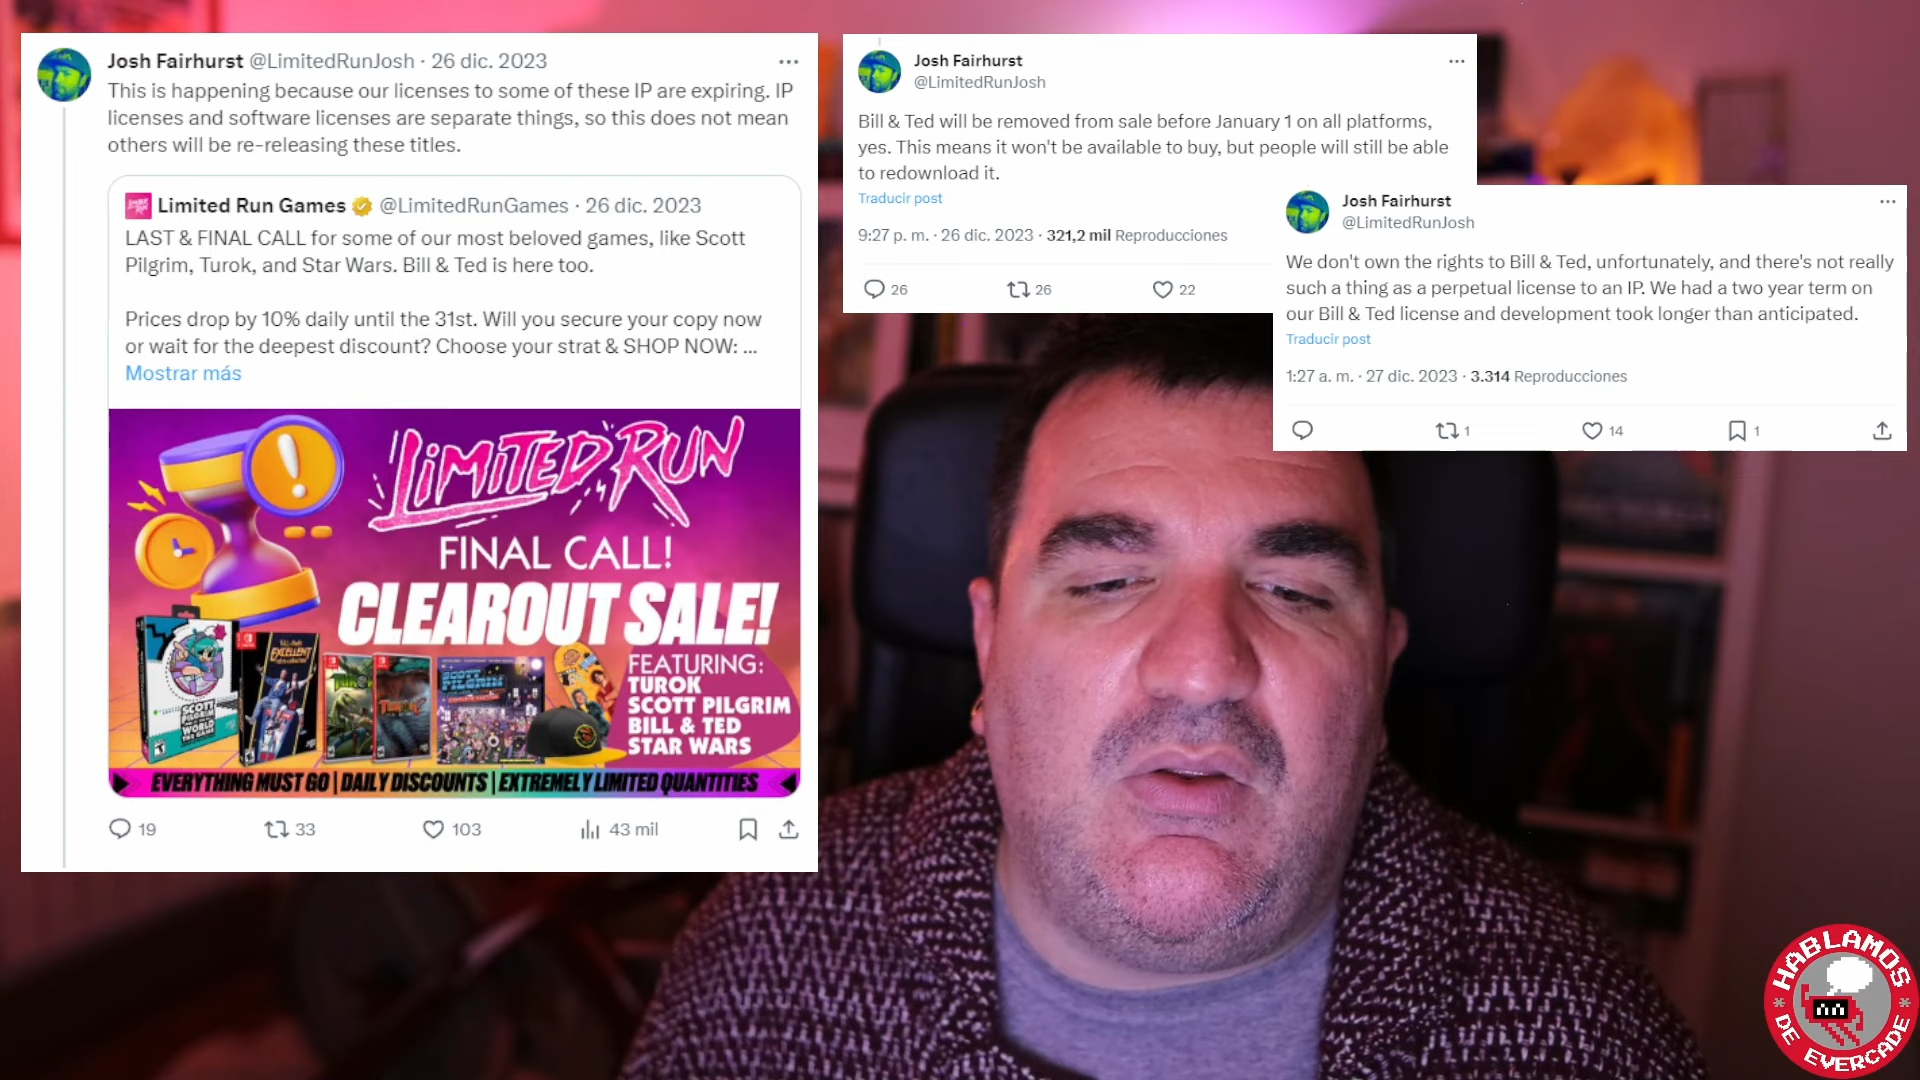 Josh Fairhurst @LimitedRunJosh · 26 dic. 2023
This is happening because our licenses to some of these IP are expiring. IP
licenses and software licenses are separate things, so this does not mean
others will be re-releasing these titles.
Limited Run Games @LimitedRunGames · 26 dic. 2023
LAST & FINAL CALL for some of our most beloved games, like Scott
Pilgrim, Turok, and Star Wars. Bill & Ted is here too.
Prices drop by 10% daily until the 31st. Will you secure your copy now
or wait for the deepest discount? Choose your strat & SHOP NOW: ...
Mostrar más
LIMITED RUN
FINAL CALL!
CLEAROUT SALE!
FEATURING:
TUROK
SCOTT PILGRIM
BILL & TED
STAR WARS
SCOTT
PILGRIM
WORLD
THE GAME
EXCELLENT
SCOTT
PILGRIM
EVERYTHING MUST GO | DAILY DISCOUNTS | EXTREMELY LIMITED QUANTITIES
19 33 103 43 mil
Josh Fairhurst
@LimitedRunJosh
Bill & Ted will be removed from sale before January 1 on all platforms,
yes. This means it won't be available to buy, but people will still be able
to redownload it.
Traducir post
9:27 p. m. · 26 dic. 2023 · 321,2 mil Reproducciones
26 26 22
Josh Fairhurst
@LimitedRunJosh
We don't own the rights to Bill & Ted, unfortunately, and there's not really
such a thing as a perpetual license to an IP. We had a two year term on
our Bill & Ted license and development took longer than anticipated.
Traducir post
1:27 a. m. · 27 dic. 2023 · 3.314 Reproducciones
1 14 1
HABLAMOS
DE EVERCADE